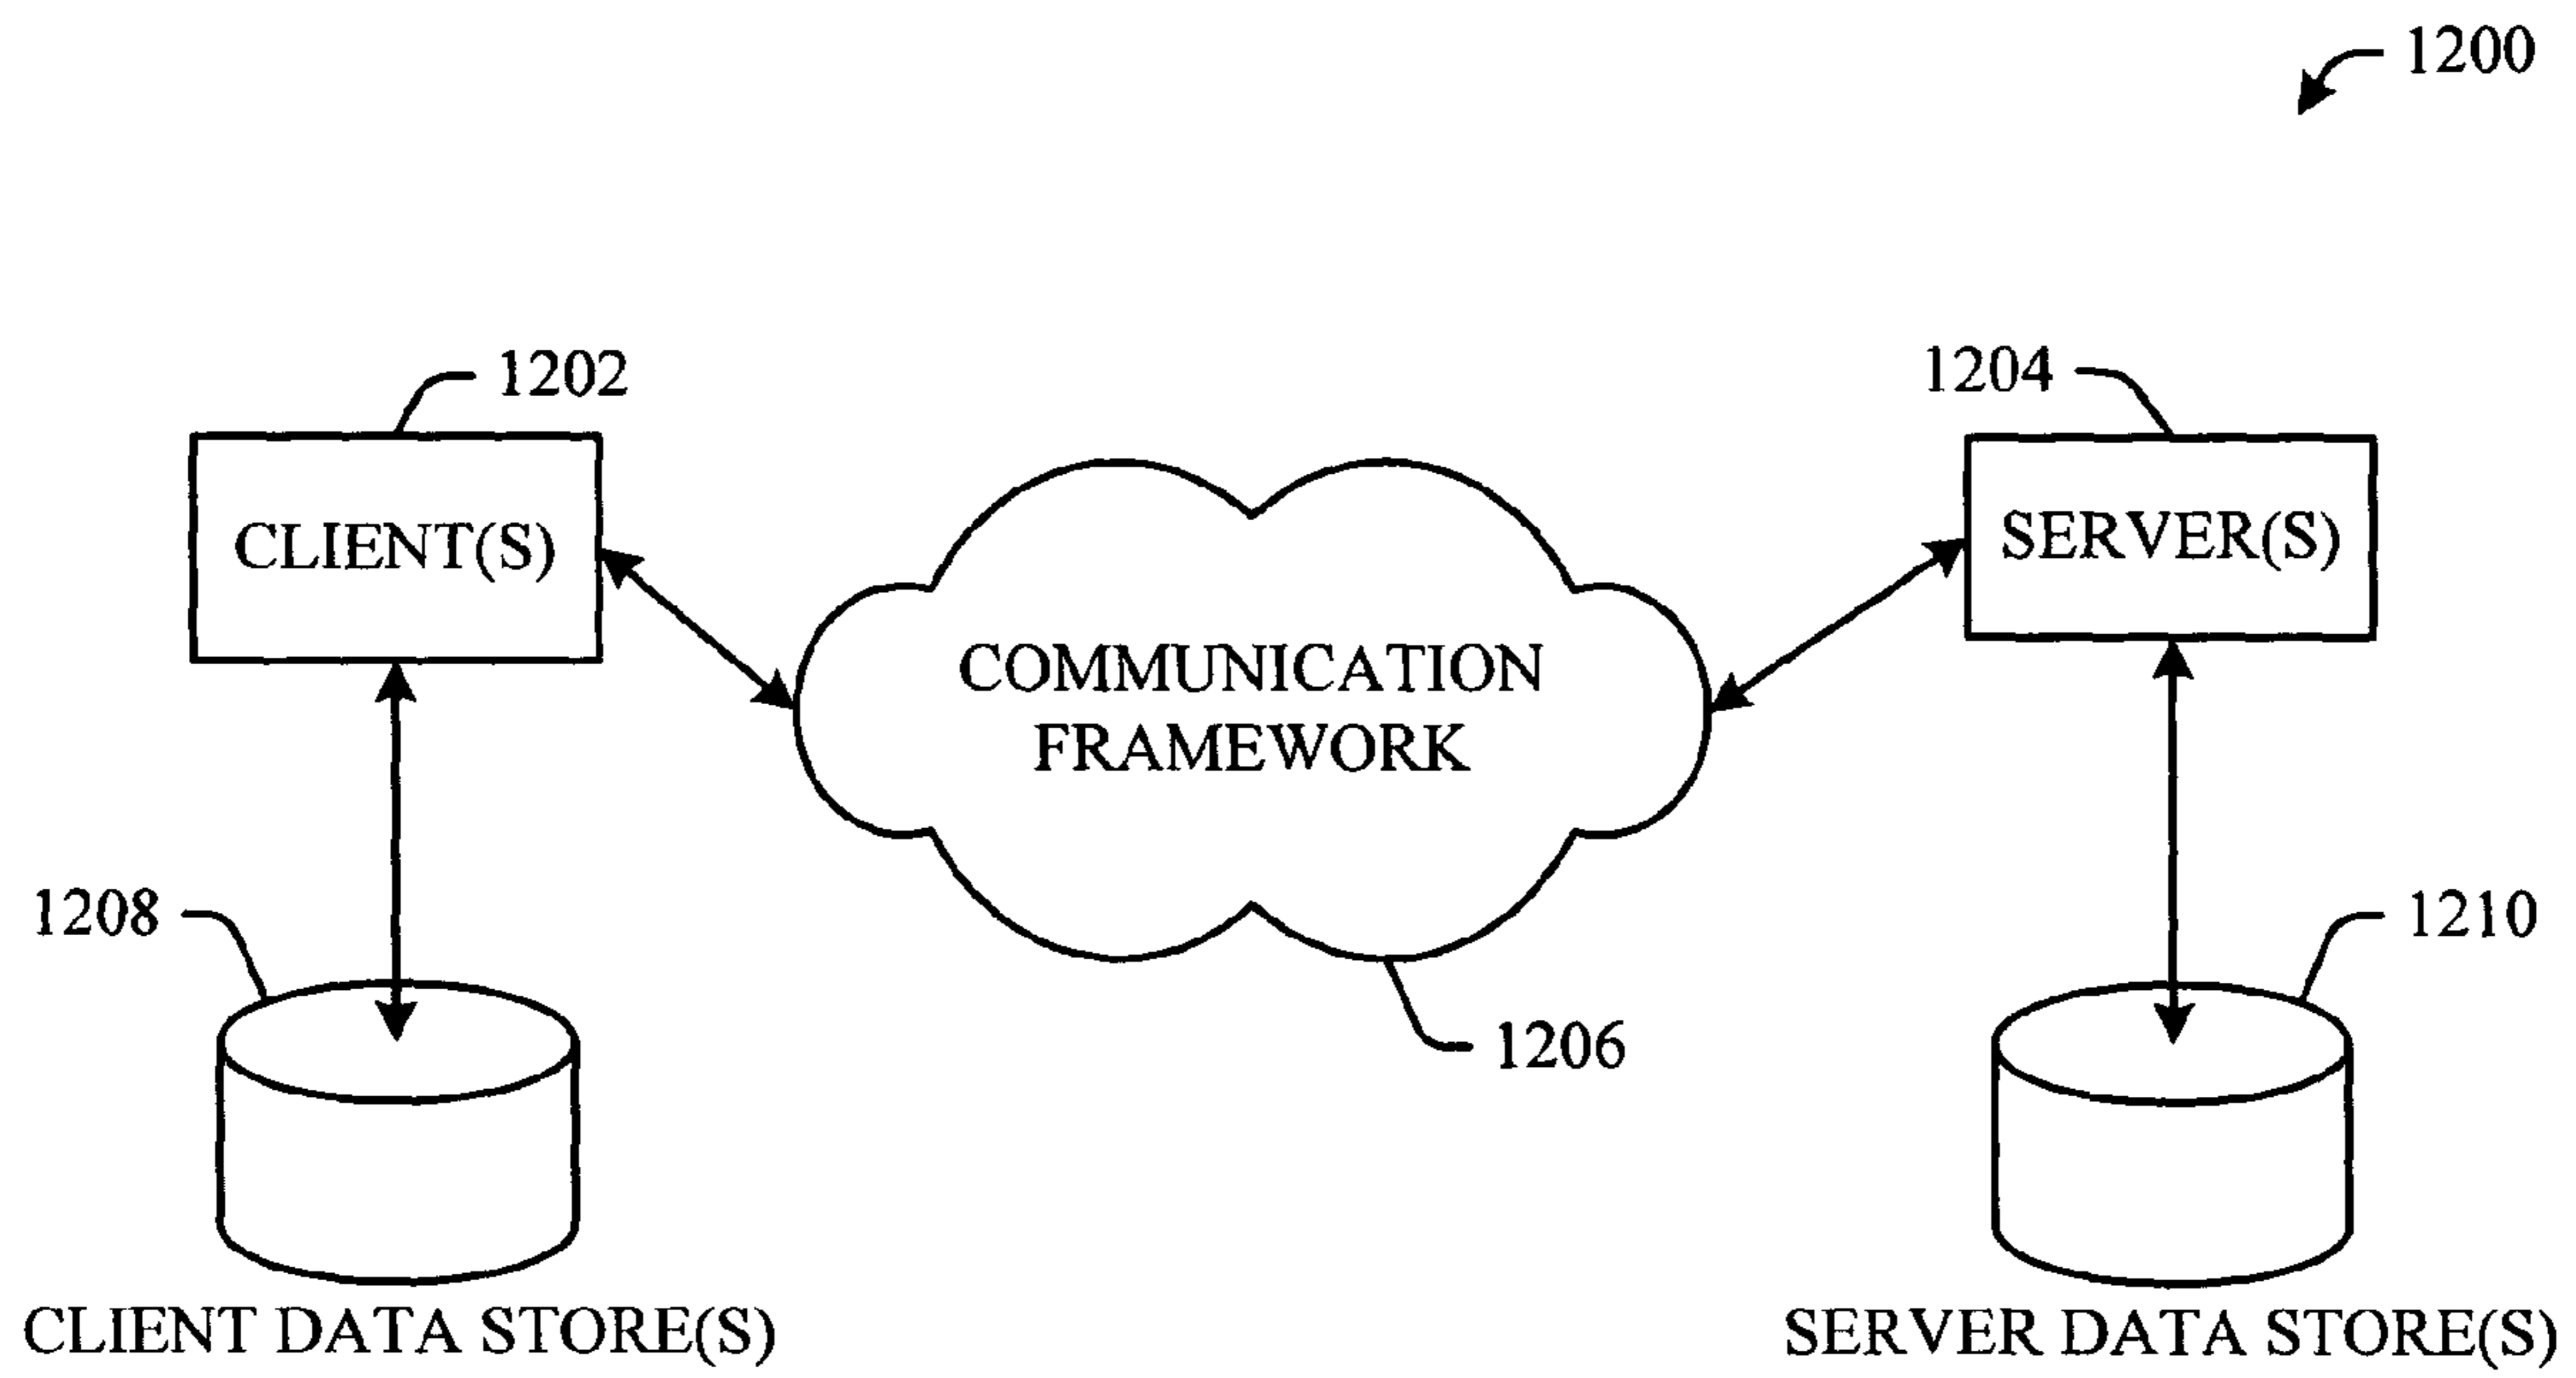 1200
1202
1204
CLIENT(S)
SERVER(S)
COMMUNICATION
FRAMEWORK
1208
1210
1206
CLIENT DATA STORE(S)
SERVER DATA STORE(S)